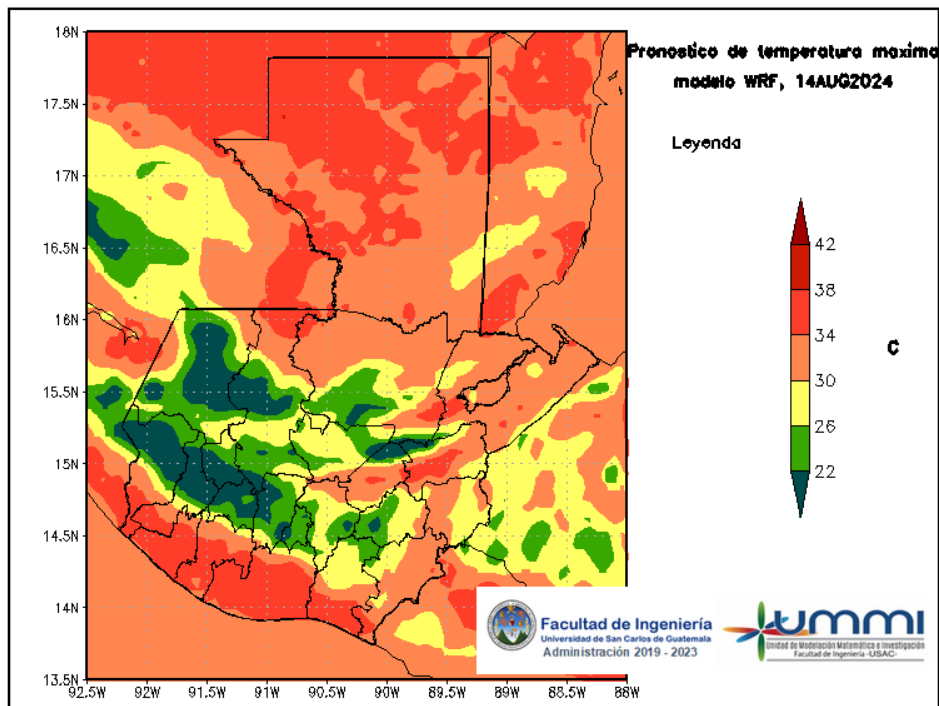 Pronostico de temperatura maxima
modelo WRF, 14AUG2024
Leyenda
18N
17.5N
17N
16.5N
16N
15.5N
15N
14.5N
14N
13.5N
92.5W
92W
91.5W
91W
90.5W
90W
89.5W
89W
88.5W
88W
42
38
34
30
26
22
C
Facultad de Ingeniería
Universidad de San Carlos de Guatemala
Administración 2019 - 2023
ummi
Unidad de Modelación Matemática e Investigación
Facultad de Ingeniería -USAC-